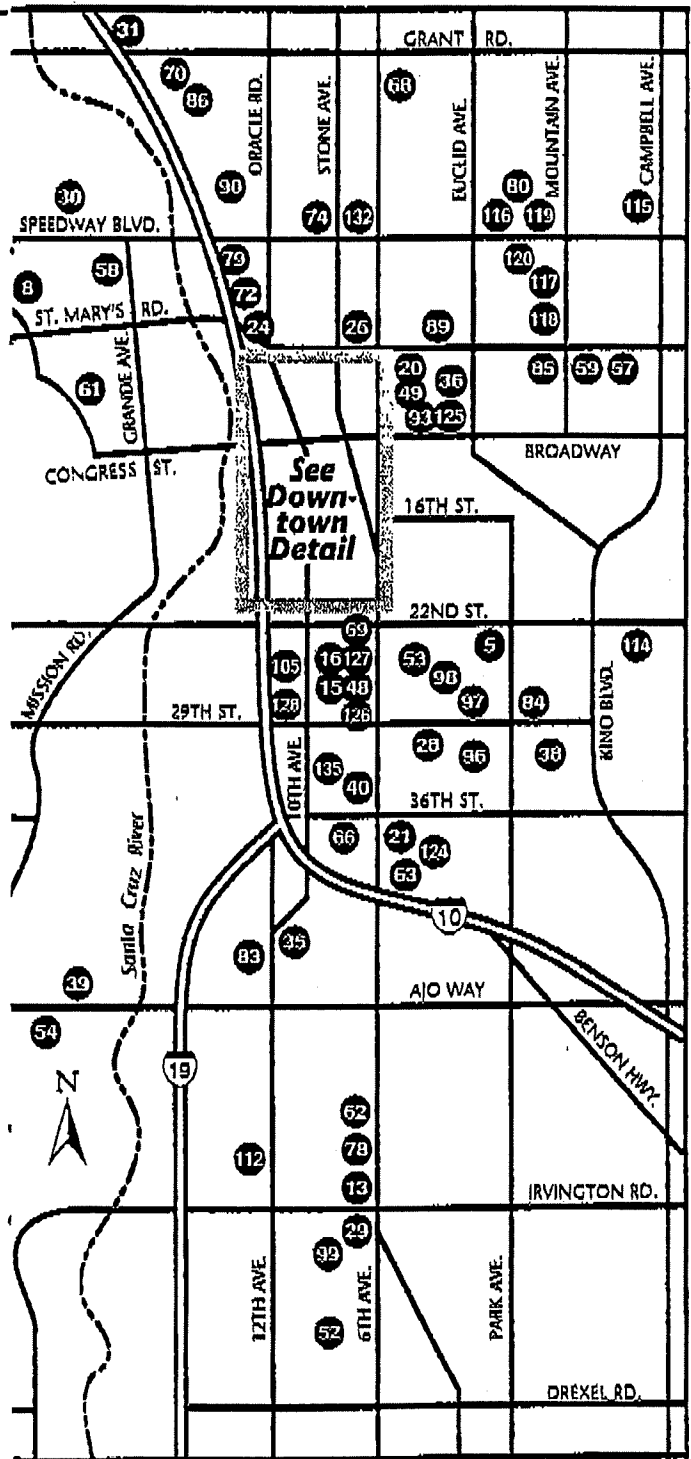 31
GRANT RD.
70
86
68
ORACLE RD.
STONE AVE.
EUCLID AVE.
MOUNTAIN AVE.
CAMPBELL AVE.
90
80
30
74 132
116 119
115
SPEEDWAY BLVD.
79
120
58
8
72
117
ST. MARY'S RD.
24
26
89
118
GRANDE AVE.
61
20
36
85 59 57
49
93 125
CONGRESS ST.
BROADWAY
See
Down-
town
Detail
16TH ST.
22ND ST.
69
105
16 127
53
5
114
98
15 48
128
97
84
126
MISSION RD.
29TH ST.
KINO BLVD.
28
96
38
10TH AVE.
135
40
36TH ST.
66
21
124
63
Santa Cruz River
10
83
35
39
AJO WAY
54
BENSON HWY.
19
N
62
112
78
13
IRVINGTON RD.
29
99
12TH AVE.
6TH AVE.
PARK AVE.
52
DREXEL RD.